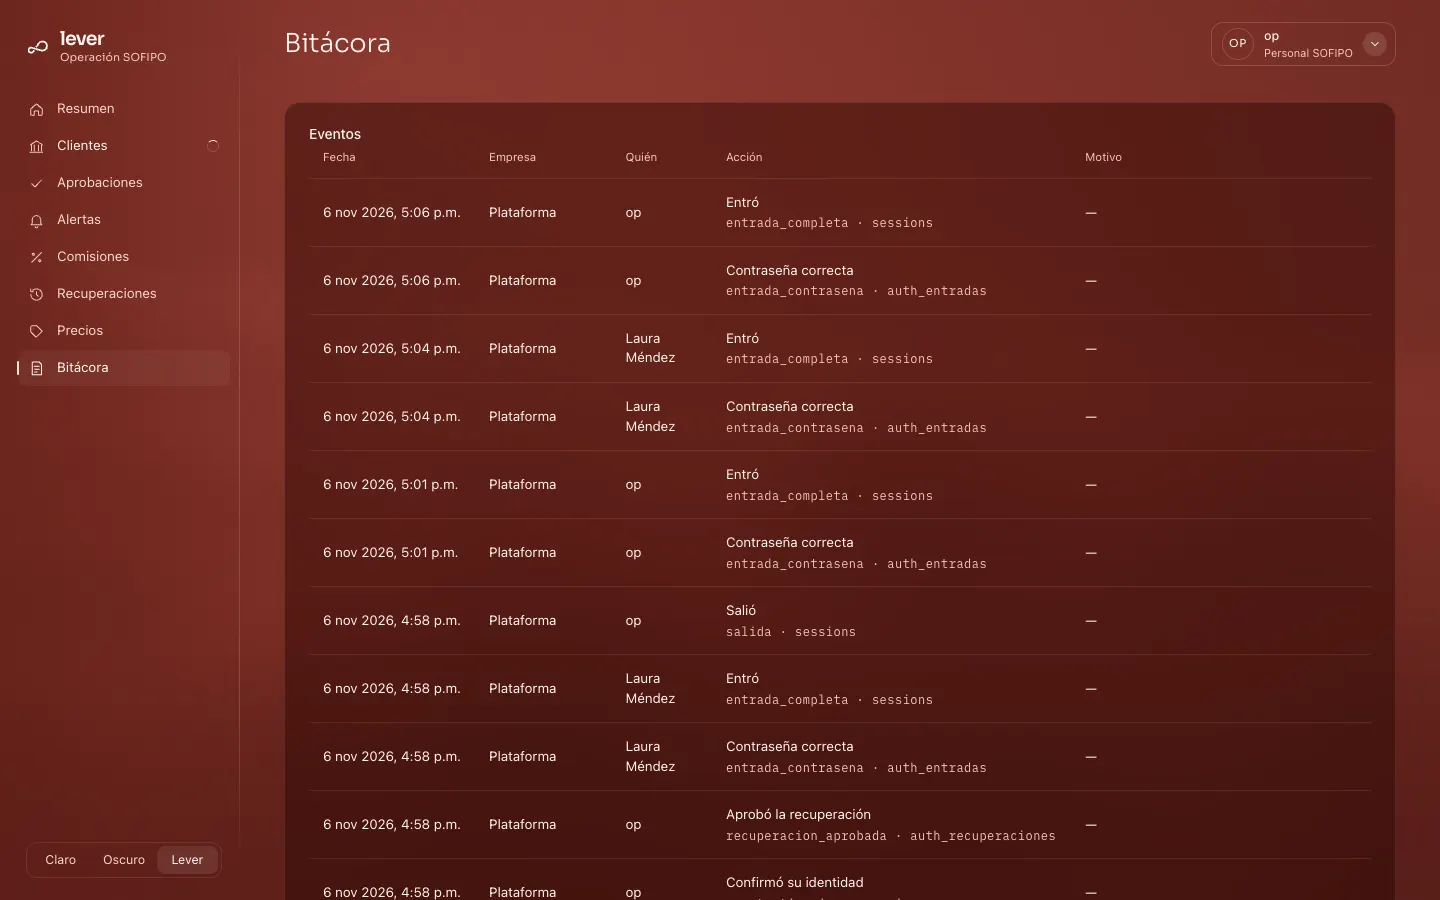 lever
Operación SOFIPO
Resumen
Clientes
Aprobaciones
Alertas
Comisiones
Recuperaciones
Precios
Bitácora
Claro Oscuro Lever
Bitácora
OP
op
Personal SOFIPO
Eventos
Fecha Empresa Quién Acción Motivo
6 nov 2026, 5:06 p.m. Plataforma op Entró —
entrada_completa · sessions
6 nov 2026, 5:06 p.m. Plataforma op Contraseña correcta —
entrada_contrasena · auth_entradas
6 nov 2026, 5:04 p.m. Plataforma Laura Méndez Entró —
entrada_completa · sessions
6 nov 2026, 5:04 p.m. Plataforma Laura Méndez Contraseña correcta —
entrada_contrasena · auth_entradas
6 nov 2026, 5:01 p.m. Plataforma op Entró —
entrada_completa · sessions
6 nov 2026, 5:01 p.m. Plataforma op Contraseña correcta —
entrada_contrasena · auth_entradas
6 nov 2026, 4:58 p.m. Plataforma op Salió —
salida · sessions
6 nov 2026, 4:58 p.m. Plataforma Laura Méndez Entró —
entrada_completa · sessions
6 nov 2026, 4:58 p.m. Plataforma Laura Méndez Contraseña correcta —
entrada_contrasena · auth_entradas
6 nov 2026, 4:58 p.m. Plataforma op Aprobó la recuperación —
recuperacion_aprobada · auth_recuperaciones
6 nov 2026, 4:58 p.m. Plataforma op Confirmó su identidad —